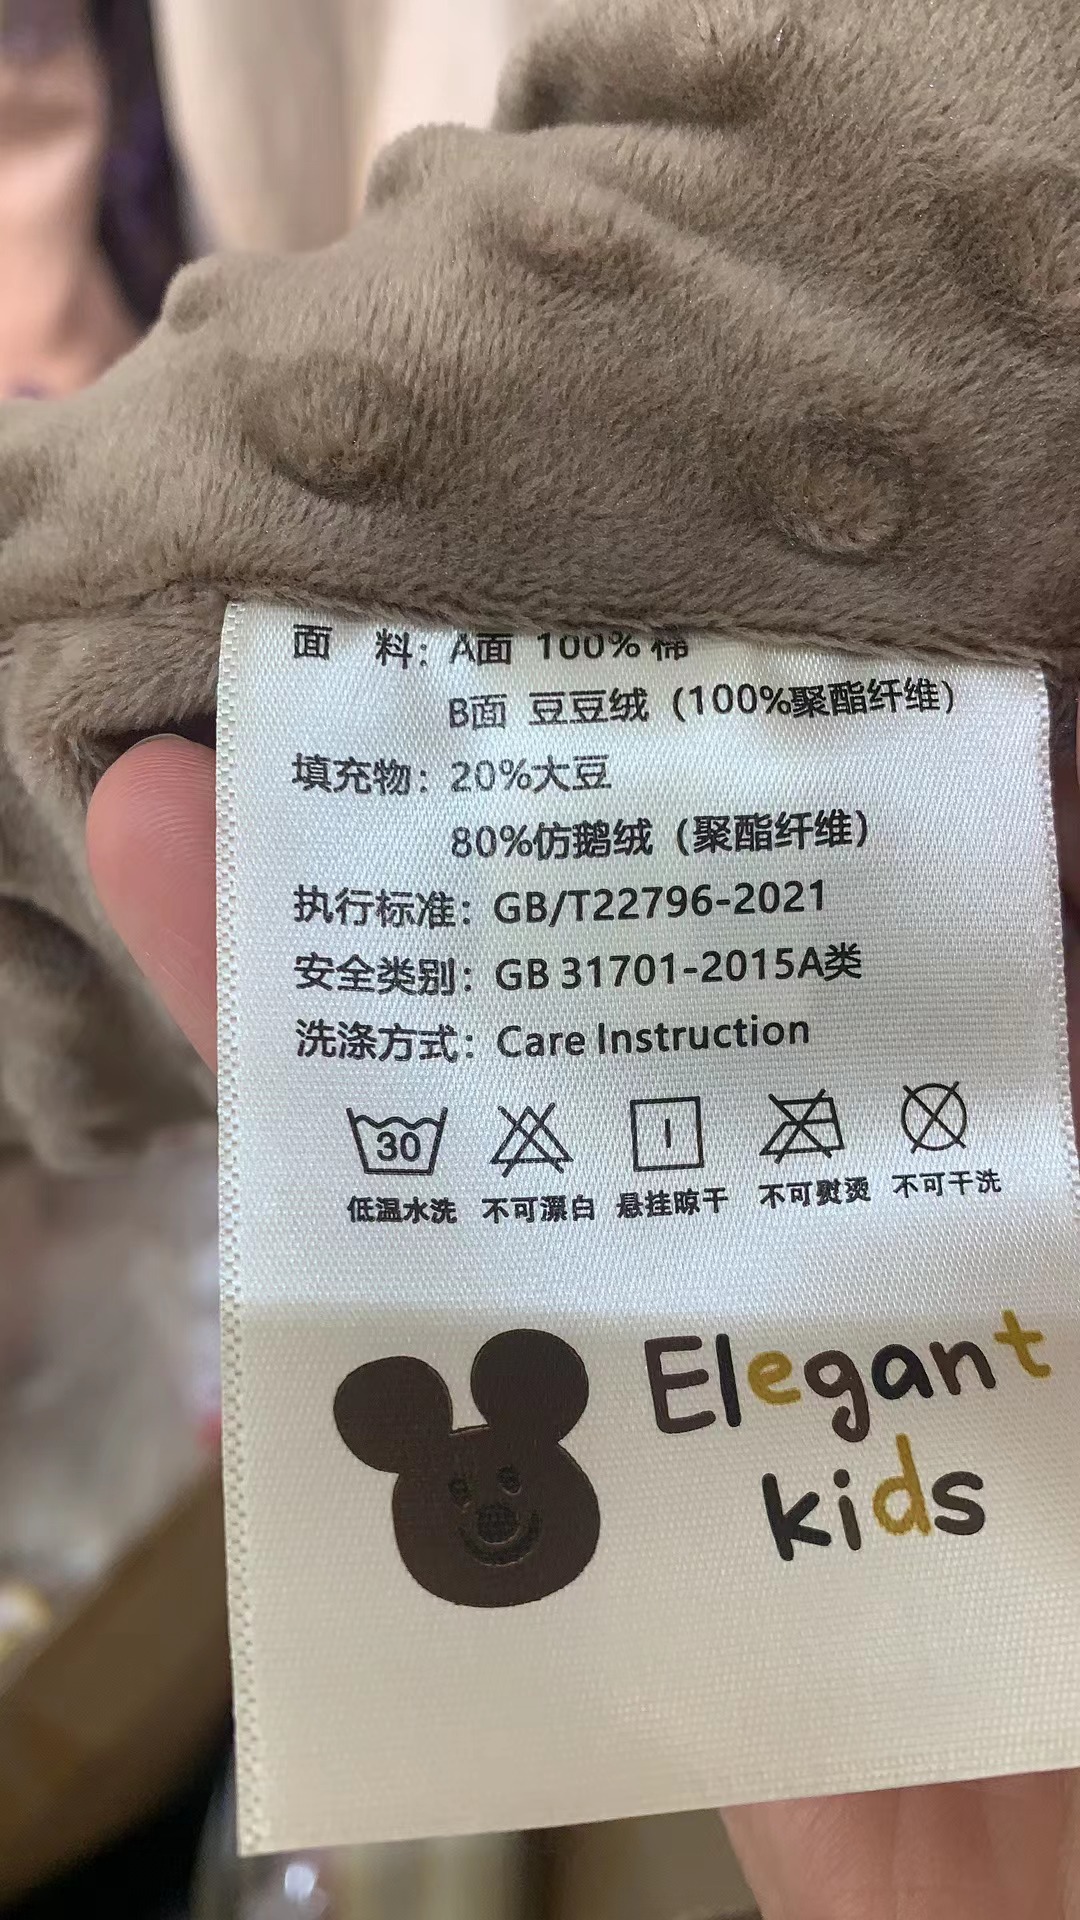 面 料：A面 100% 棉
B面 豆豆绒（100%聚酯纤维）
填充物：20%大豆
80%仿鹅绒（聚酯纤维）
执行标准：GB/T22796-2021
安全类别：GB 31701-2015A类
洗涤方式：Care Instruction
30
低温水洗 不可漂白 悬挂晾干 不可熨烫 不可干洗
Elegant
kids